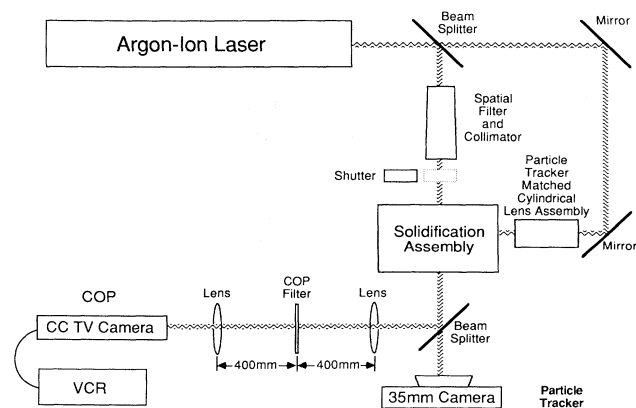 Argon-Ion Laser
Beam
Splitter
Mirror
Spatial
Filter
and
Collimator
Shutter
Particle
Tracker
Matched
Cylindrical
Lens Assembly
Solidification
Assembly
Mirror
COP
Lens
COP
Filter
Lens
CC TV Camera
Beam
Splitter
400mm
400mm
VCR
35mm Camera
Particle
Tracker